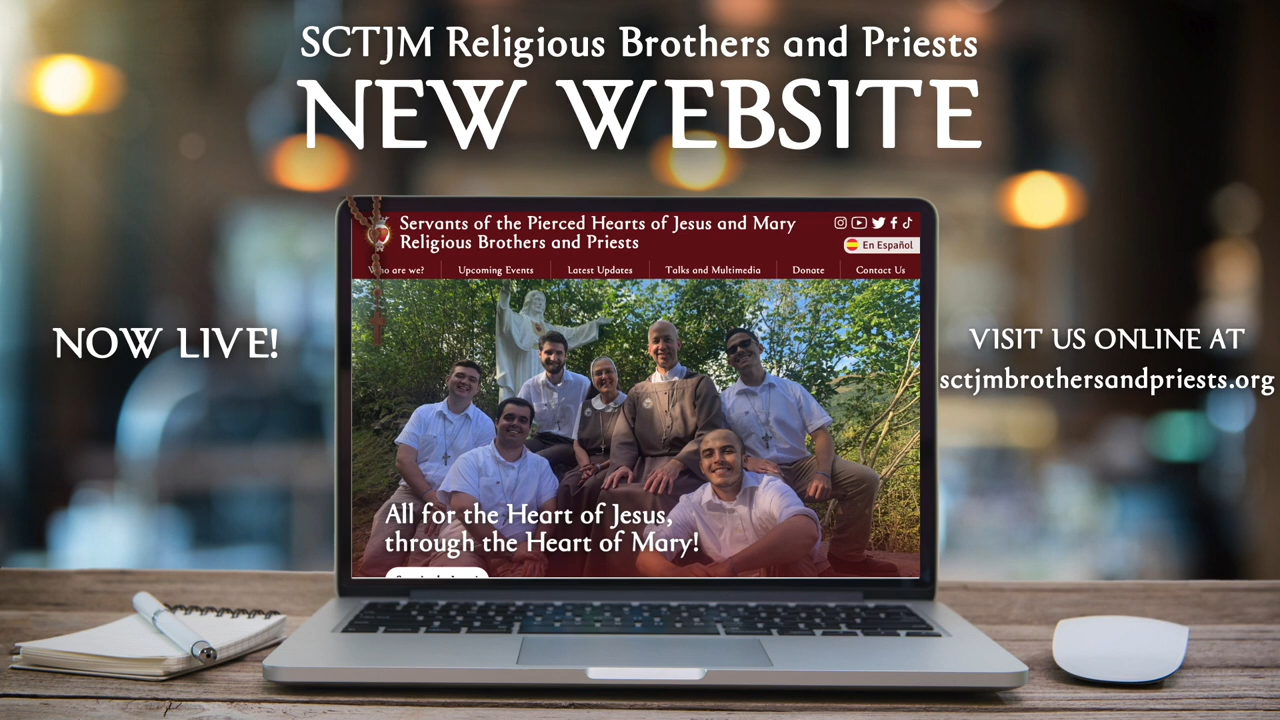 SCTJM Religious Brothers and Priests
NEW WEBSITE
Servants of the Pierced Hearts of Jesus and Mary
Religious Brothers and Priests
En Español
Who are we?
Upcoming Events
Latest Updates
Talks and Multimedia
Donate
Contact Us
NOW LIVE!
VISIT US ONLINE AT
sctjmbrothersandpriests.org
All for the Heart of Jesus,
through the Heart of Mary!